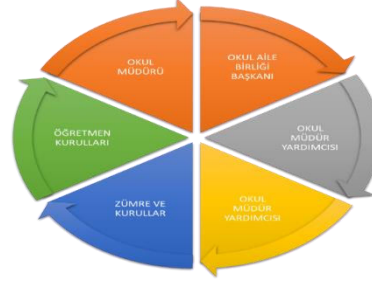 OKUL
MÜDÜRÜ
OKUL AİLE
BİRLİĞİ
BAŞKANI
OKUL
MÜDÜR
YARDIMCISI
OKUL
MÜDÜR
YARDIMCISI
ZÜMRE VE
KURULLAR
ÖĞRETMEN
KURULLARI